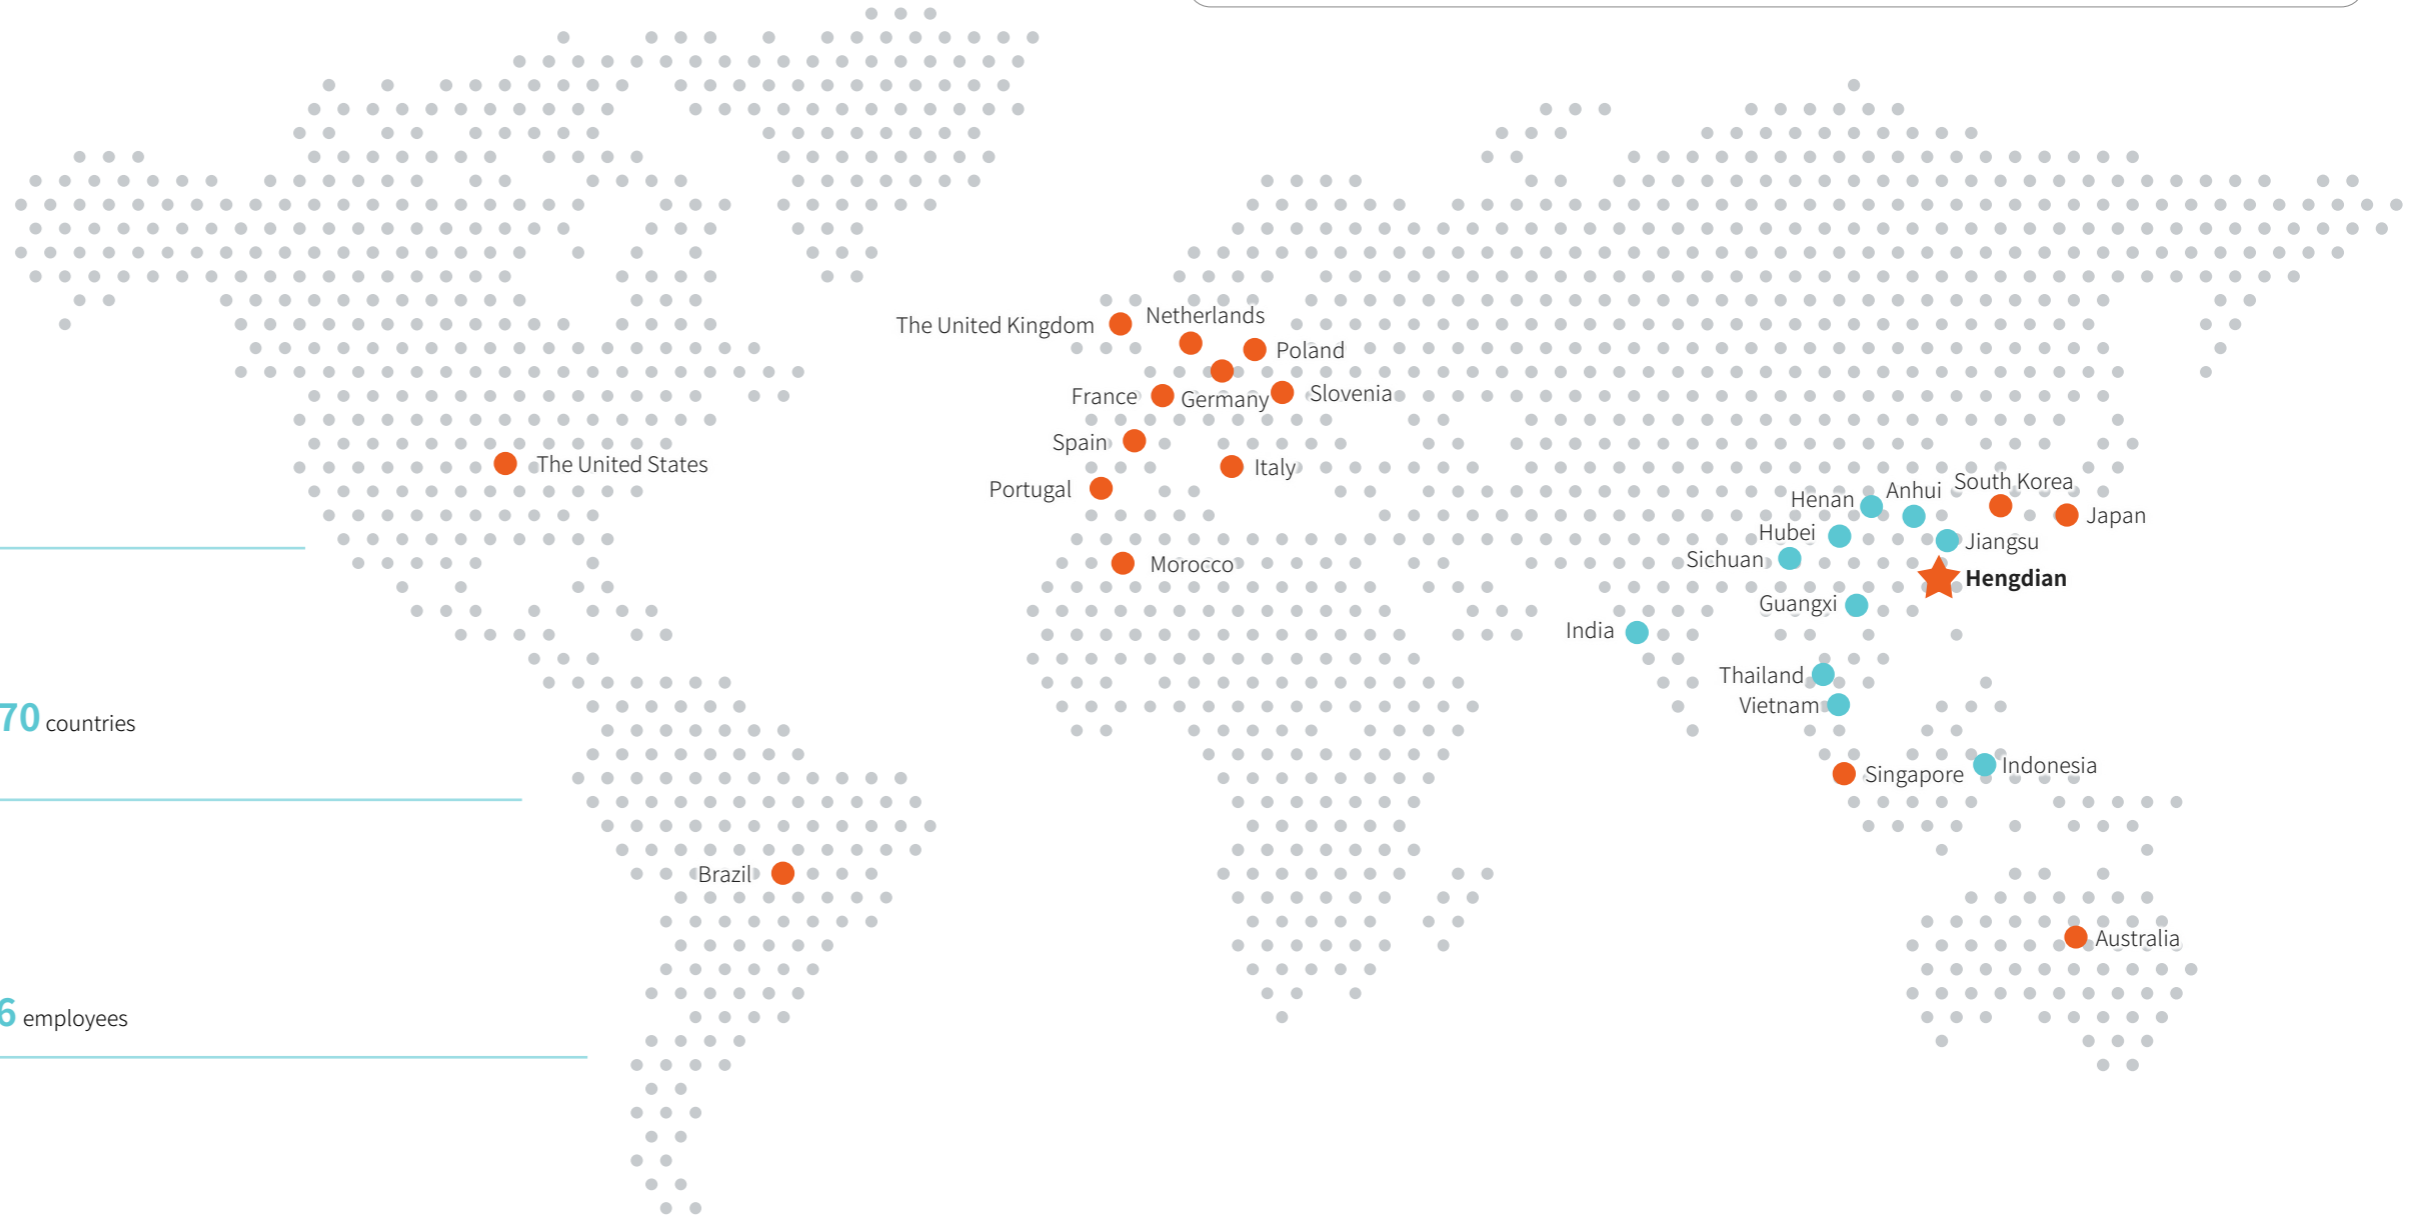 The United Kingdom
Netherlands
Poland
France
Germany
Slovenia
Spain
The United States
Italy
Portugal
South Korea
Henan
Anhui
Japan
Hubei
Jiangsu
Sichuan
Morocco
Hengdian
Guangxi
India
Thailand
Vietnam
70 countries
Singapore
Indonesia
Brazil
Australia
6 employees